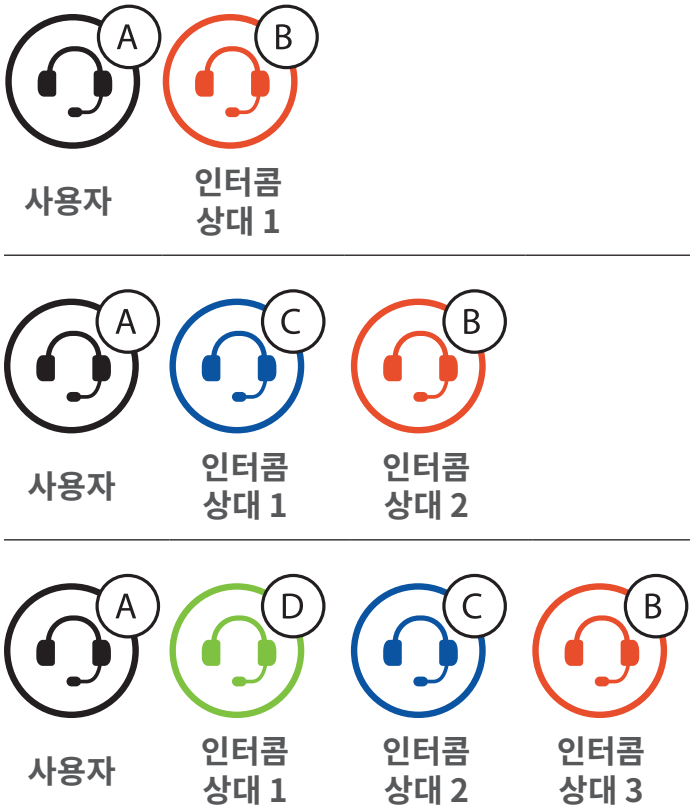 A B
사용자 인터콤
상대 1
A C B
사용자 인터콤 인터콤
상대 1 상대 2
A D C B
사용자 인터콤 인터콤 인터콤
상대 1 상대 2 상대 3